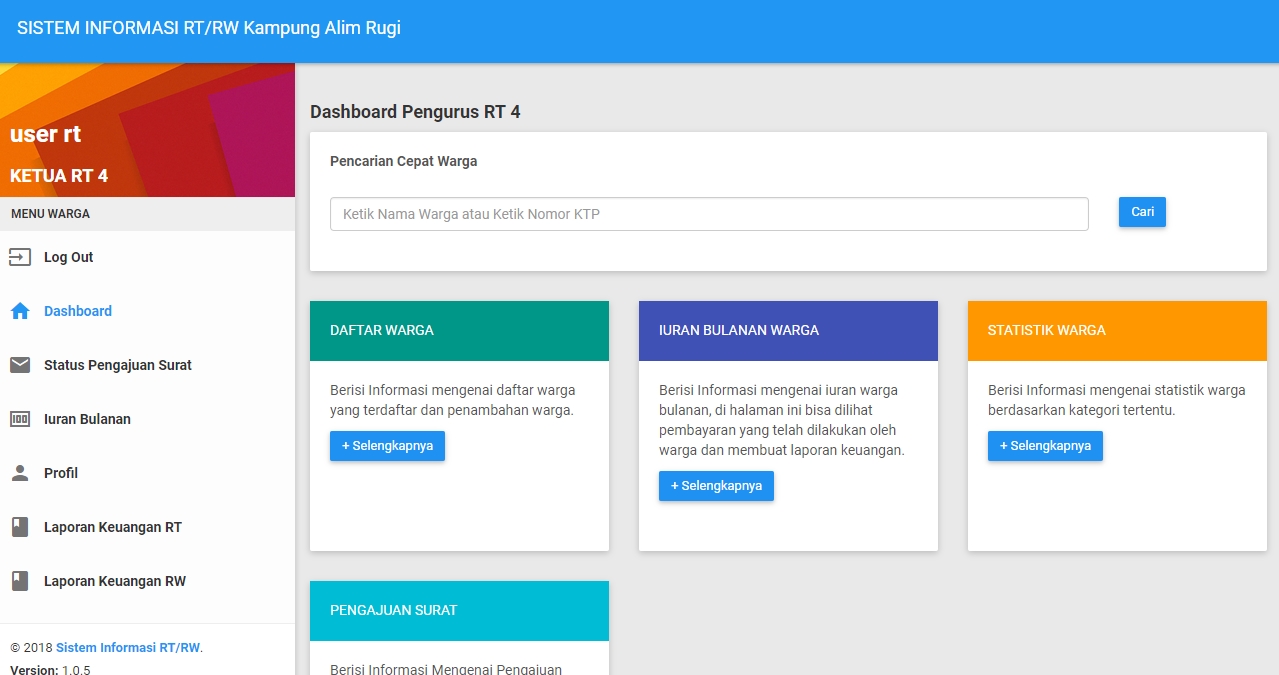 SISTEM INFORMASI RT/RW Kampung Alim Rugi
user rt
KETUA RT 4
MENU WARGA
Log Out
Dashboard
Status Pengajuan Surat
Iuran Bulanan
Profil
Laporan Keuangan RT
Laporan Keuangan RW
© 2018 Sistem Informasi RT/RW.
Version: 1.0.5
Dashboard Pengurus RT 4
Pencarian Cepat Warga
Ketik Nama Warga atau Ketik Nomor KTP
Cari
DAFTAR WARGA
Berisi Informasi mengenai daftar warga
yang terdaftar dan penambahan warga.
+ Selengkapnya
IURAN BULANAN WARGA
Berisi Informasi mengenai iuran warga
bulanan, di halaman ini bisa dilihat
pembayaran yang telah dilakukan oleh
warga dan membuat laporan keuangan.
+ Selengkapnya
STATISTIK WARGA
Berisi Informasi mengenai statistik warga
berdasarkan kategori tertentu.
+ Selengkapnya
PENGAJUAN SURAT
Berisi Informasi Mengenai Pengajuan